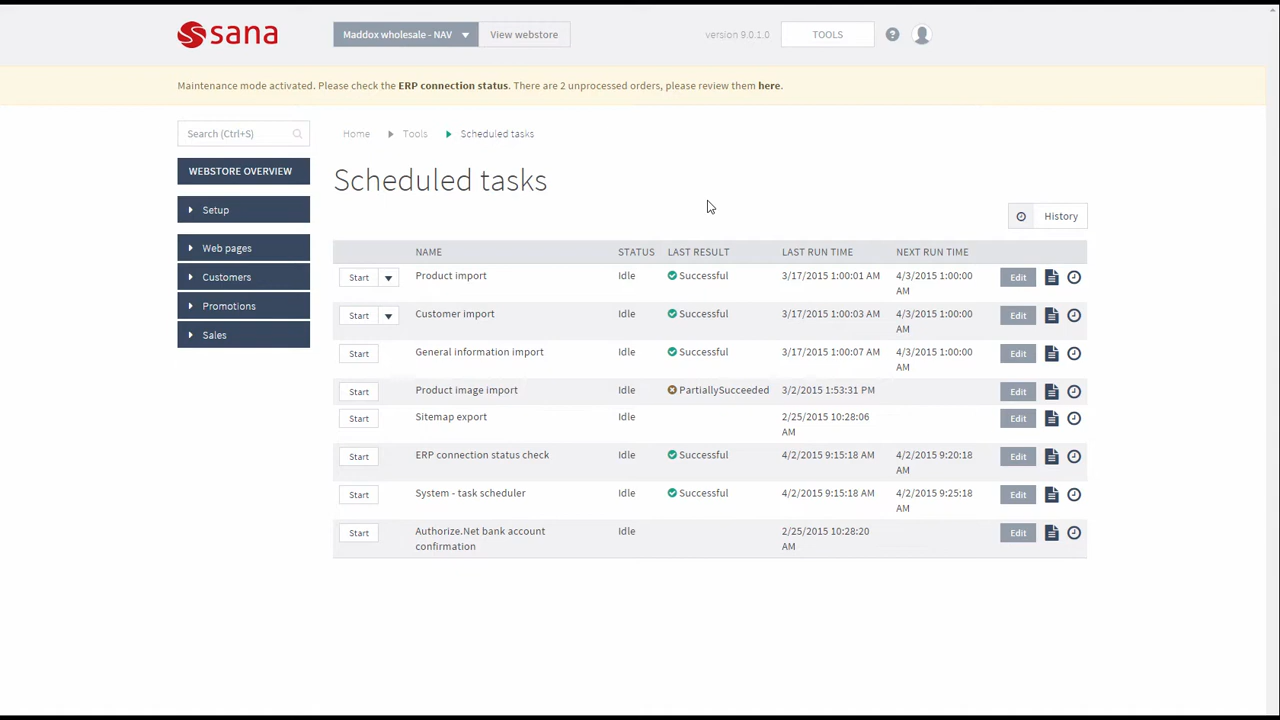 sana
Maddox wholesale - NAV View webstore version 9.0.1.0 TOOLS ?
Maintenance mode activated. Please check the ERP connection status. There are 2 unprocessed orders, please review them here.
Search (Ctrl+S)
Home Tools Scheduled tasks
WEBSTORE OVERVIEW
Scheduled tasks
Setup
History
Web pages
Customers
Promotions
Sales
NAME STATUS LAST RESULT LAST RUN TIME NEXT RUN TIME
Start Product import Idle Successful 3/17/2015 1:00:01 AM 4/3/2015 1:00:00 Edit
AM
Start Customer import Idle Successful 3/17/2015 1:00:03 AM 4/3/2015 1:00:00 Edit
AM
Start General information import Idle Successful 3/17/2015 1:00:07 AM 4/3/2015 1:00:00 Edit
AM
Start Product image import Idle PartiallySucceeded 3/2/2015 1:53:31 PM Edit
Start Sitemap export Idle 2/25/2015 10:28:06 Edit
AM
Start ERP connection status check Idle Successful 4/2/2015 9:15:18 AM 4/2/2015 9:20:18 Edit
AM
Start System - task scheduler Idle Successful 4/2/2015 9:15:18 AM 4/2/2015 9:25:18 Edit
AM
Start Authorize.Net bank account Idle 2/25/2015 10:28:20 Edit
confirmation AM